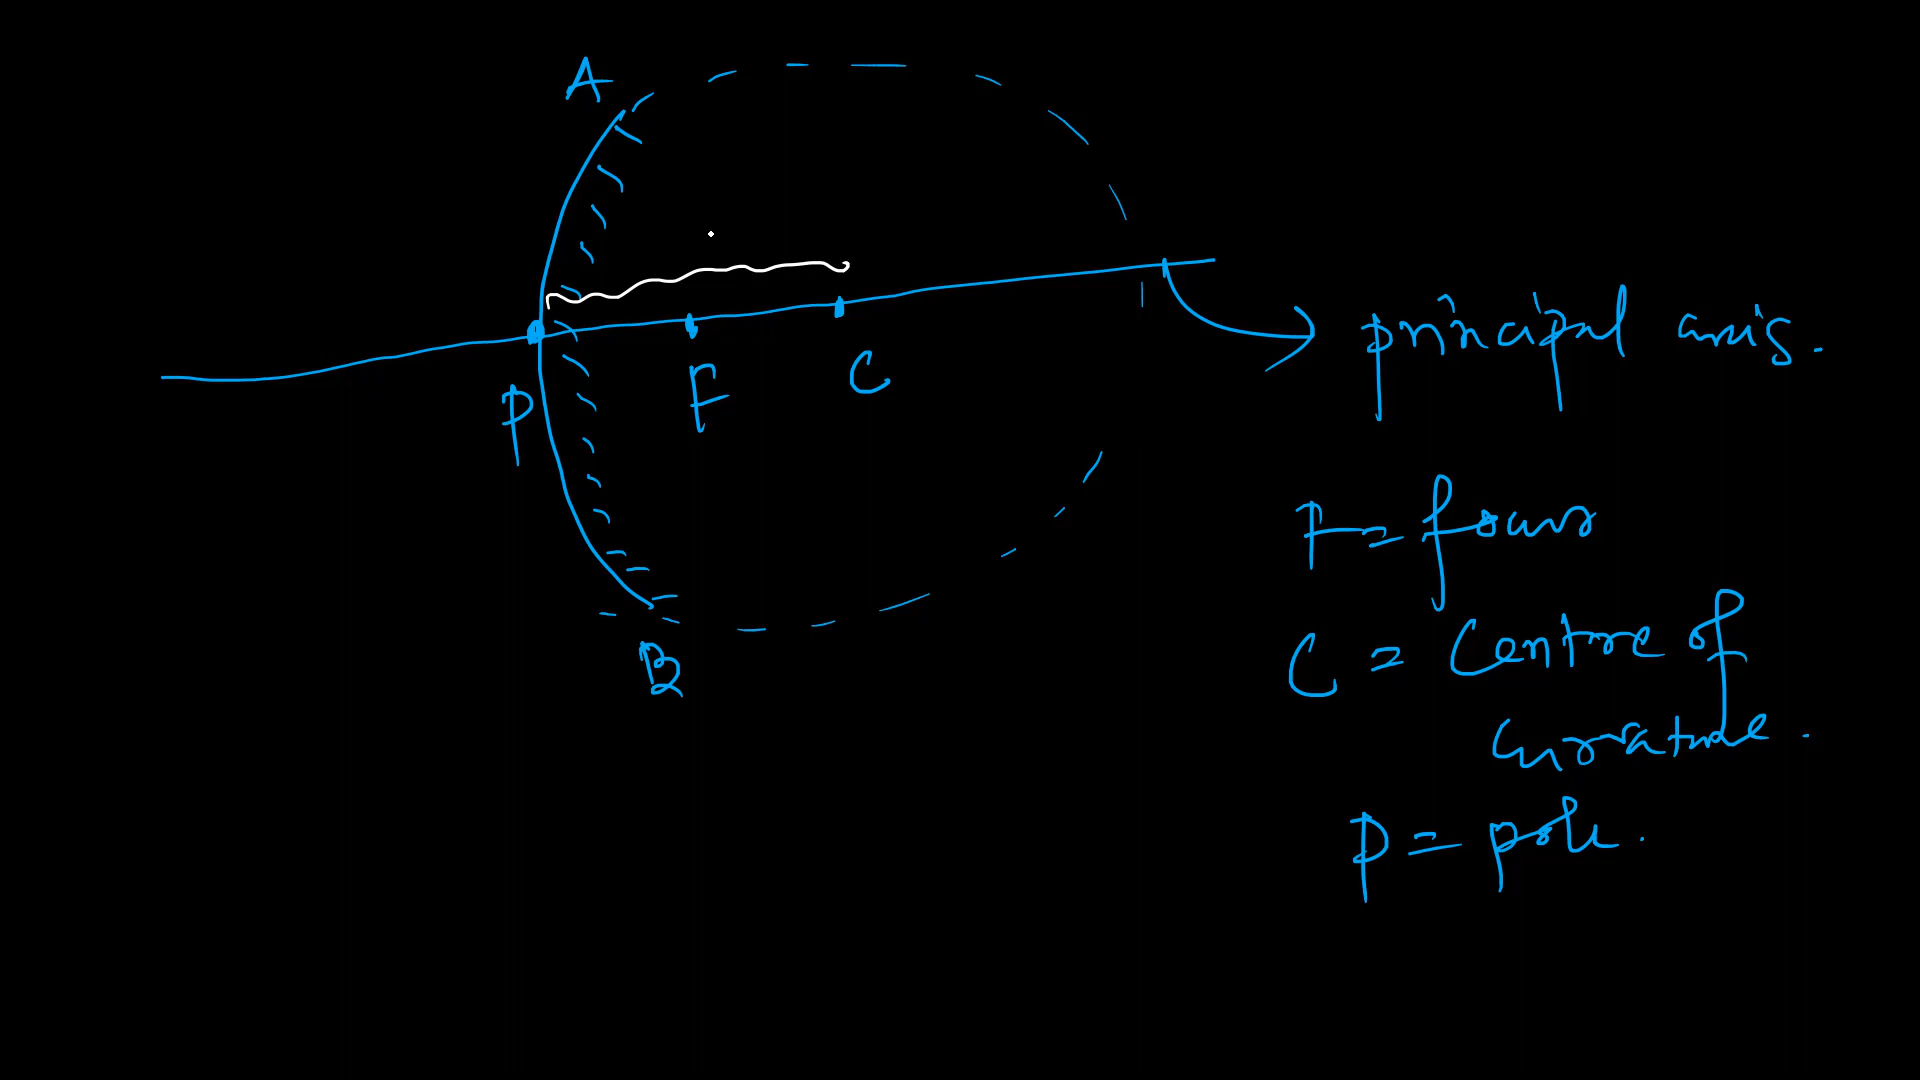 A
P
F
C
B
principal axis.
F = focus
C = Centre of
curvature.
P = pole.